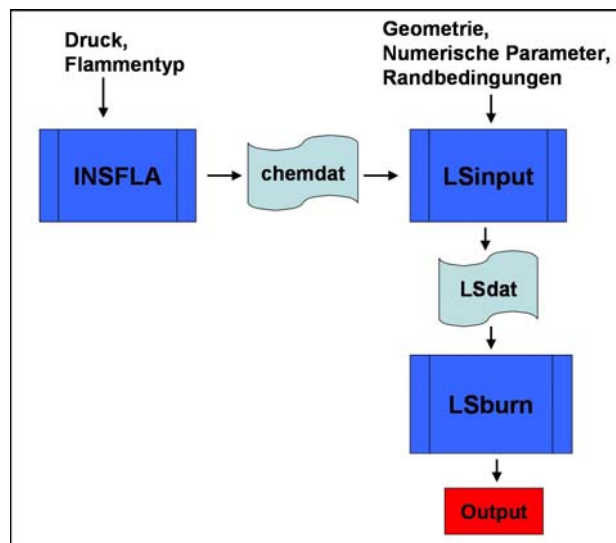 Druck,
Flammentyp
Geometrie,
Numerische Parameter,
Randbedingungen
INSFLA
chemdat
LSinput
LSdat
LSburn
Output